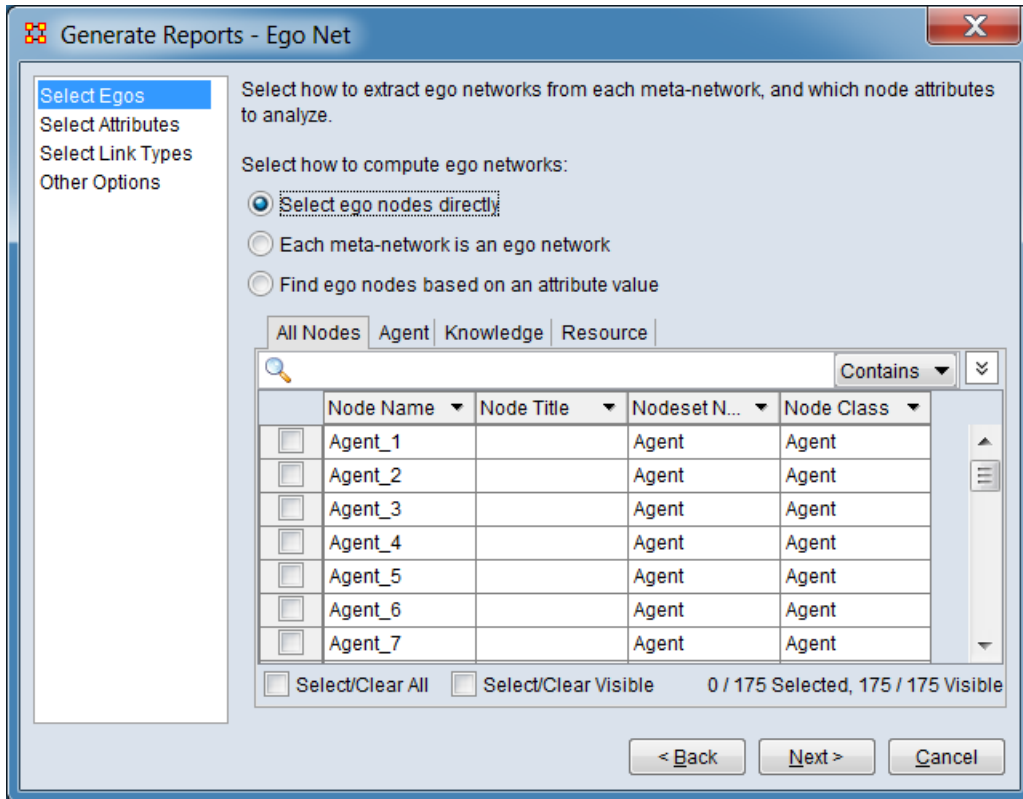 Generate Reports - Ego Net
Select Egos
Select Attributes
Select Link Types
Other Options
Select how to extract ego networks from each meta-network, and which node attributes
to analyze.
Select how to compute ego networks:
Select ego nodes directly
Each meta-network is an ego network
Find ego nodes based on an attribute value
All Nodes Agent Knowledge Resource
Contains
Node Name Node Title Nodeset N... Node Class
Agent_1 Agent Agent
Agent_2 Agent Agent
Agent_3 Agent Agent
Agent_4 Agent Agent
Agent_5 Agent Agent
Agent_6 Agent Agent
Agent_7 Agent Agent
Select/Clear All Select/Clear Visible 0 / 175 Selected, 175 / 175 Visible
< Back Next > Cancel